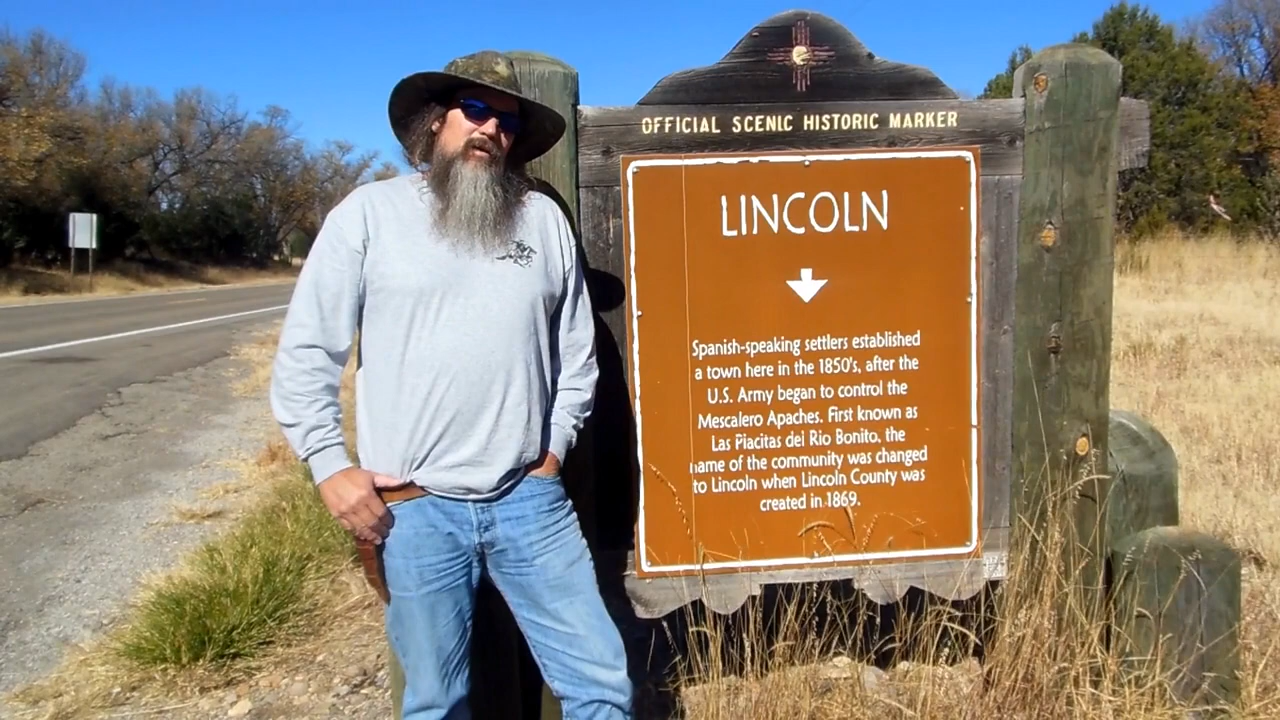 OFFICIAL SCENIC HISTORIC MARKER
LINCOLN
Spanish-speaking settlers established
a town here in the 1850's, after the
U.S. Army began to control the
Mescalero Apaches. First known as
Las Placitas del Rio Bonito, the
name of the community was changed
to Lincoln when Lincoln County was
created in 1869.